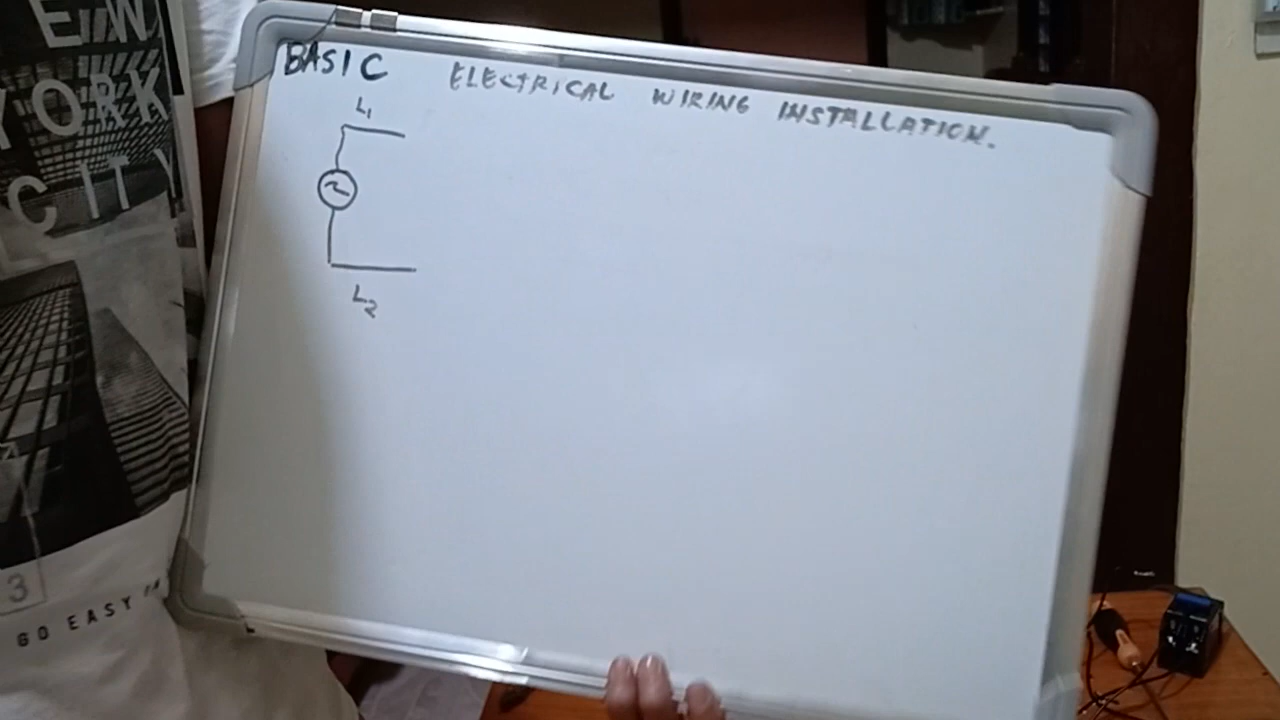 EW
YORK
CITY
3
GO EASY
BASIC ELECTRICAL WIRING INSTALLATION.
L1
L2